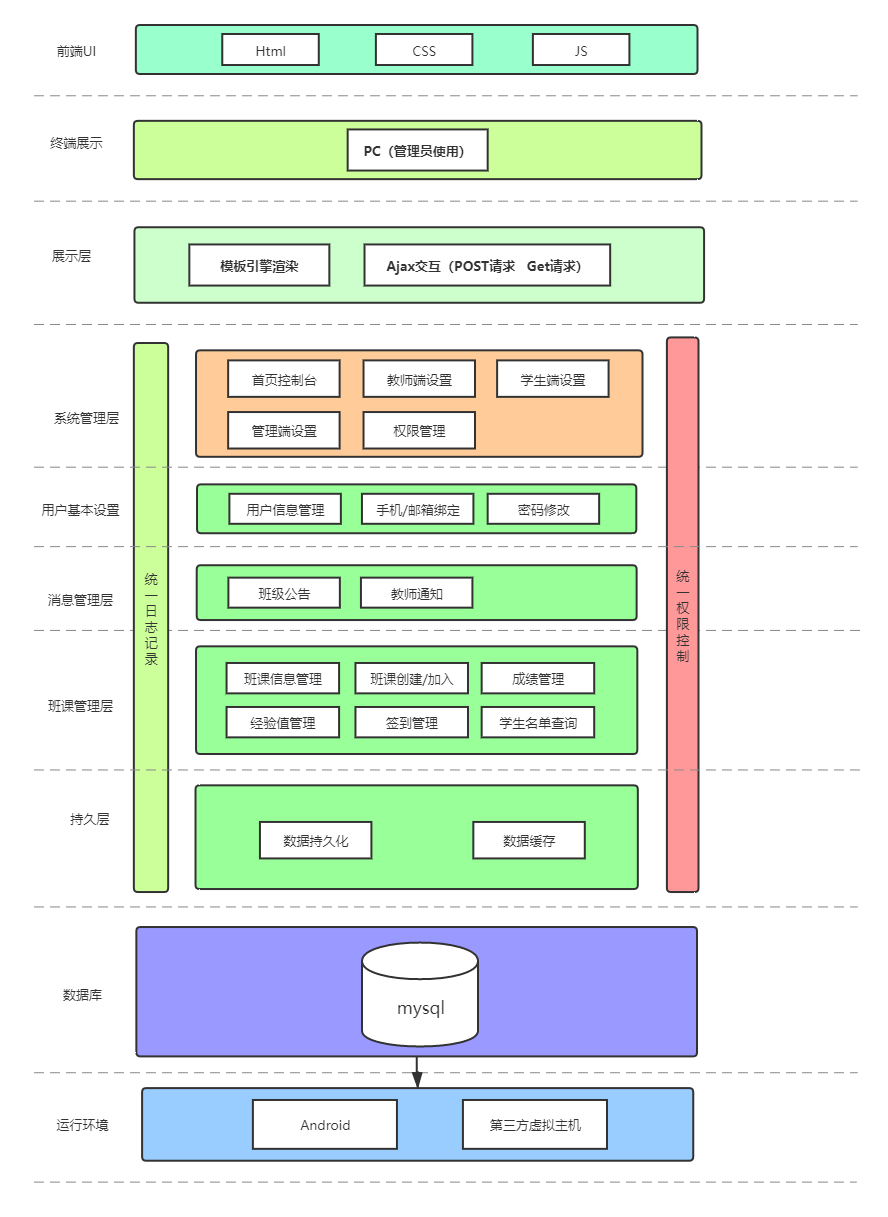 前端UI
Html
CSS
JS
终端展示
PC（管理员使用）
展示层
模板引擎渲染
Ajax交互（POST请求 Get请求）
系统管理层
首页控制台
教师端设置
学生端设置
管理端设置
权限管理
用户基本设置
用户信息管理
手机/邮箱绑定
密码修改
统一日志记录
统一权限控制
消息管理层
班级公告
教师通知
班课管理层
班课信息管理
班课创建/加入
成绩管理
经验值管理
签到管理
学生名单查询
持久层
数据持久化
数据缓存
数据库
mysql
运行环境
Android
第三方虚拟主机